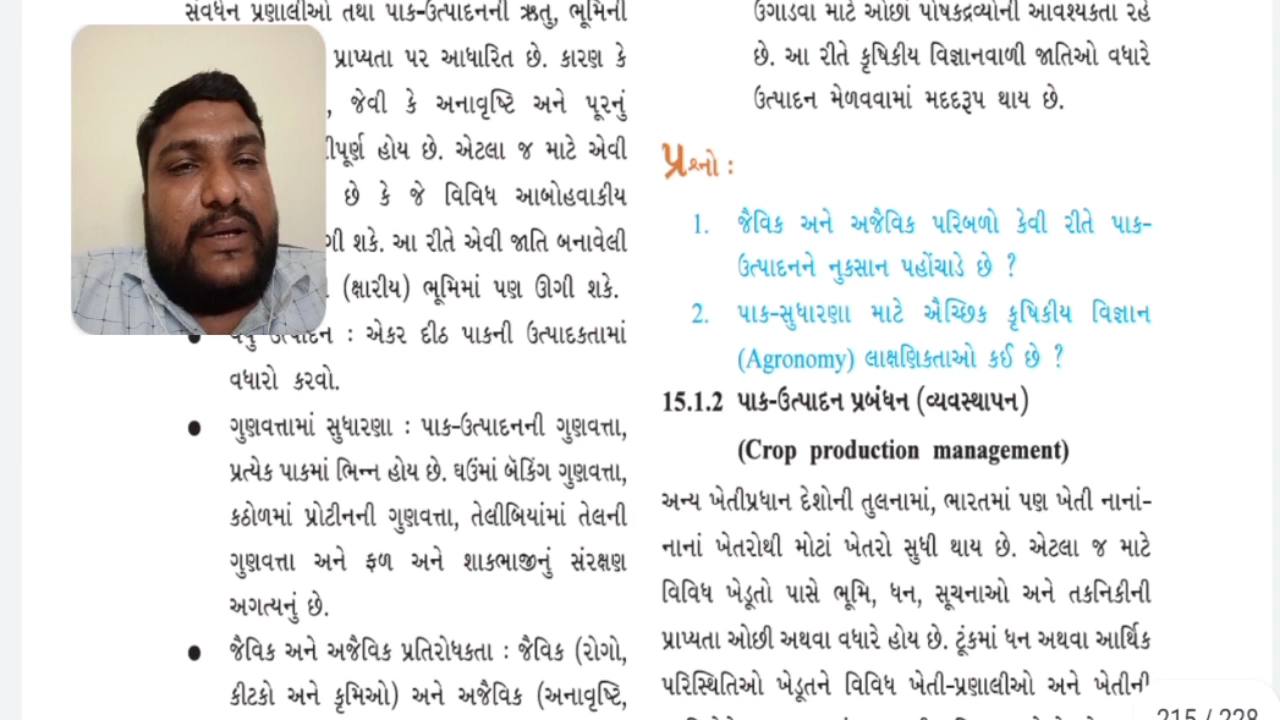 સંવર્ધન પ્રણાલીઓ તથા પાક-ઉત્પાદનની ઋતુ, ભૂમિની
પ્રાપ્યતા પર આધારિત છે. કારણ કે
જેવી કે અનાવૃષ્ટિ અને પૂરનું
હોય છે. એટલા જ માટે એવી
છે કે જે વિવિધ આબોહવાકીય
શકે. આ રીતે એવી જાતિ બનાવેલી
(ક્ષારીય) ભૂમિમાં પણ ઊગી શકે.
● : એકર દીઠ પાકની ઉત્પાદકતામાં
વધારો કરવો.
● ગુણવત્તામાં સુધારણા : પાક-ઉત્પાદનની ગુણવત્તા,
પ્રત્યેક પાકમાં ભિન્ન હોય છે. ઘઉંમાં બૅકિંગ ગુણવત્તા,
કઠોળમાં પ્રોટીનની ગુણવત્તા, તેલીબિયાંમાં તેલની
ગુણવત્તા અને ફળ અને શાકભાજીનું સંરક્ષણ
અગત્યનું છે.
● જૈવિક અને અજૈવિક પ્રતિરોધકતા : જૈવિક (રોગો,
કીટકો અને કૃમિઓ) અને અજૈવિક (અનાવૃષ્ટિ,
ઉગાડવા માટે ઓછાં પોષકદ્રવ્યોની આવશ્યકતા રહે
છે. આ રીતે કૃષિકીય વિજ્ઞાનવાળી જાતિઓ વધારે
ઉત્પાદન મેળવવામાં મદદરૂપ થાય છે.
પ્રશ્નો :
1. જૈવિક અને અજૈવિક પરિબળો કેવી રીતે પાક-
ઉત્પાદનને નુકસાન પહોંચાડે છે ?
2. પાક-સુધારણા માટે ઐચ્છિક કૃષિકીય વિજ્ઞાન
(Agronomy) લાક્ષણિકતાઓ કઈ છે ?
15.1.2 પાક-ઉત્પાદન પ્રબંધન (વ્યવસ્થાપન)
(Crop production management)
અન્ય ખેતીપ્રધાન દેશોની તુલનામાં, ભારતમાં પણ ખેતી નાનાં-
નાનાં ખેતરોથી મોટાં ખેતરો સુધી થાય છે. એટલા જ માટે
વિવિધ ખેડૂતો પાસે ભૂમિ, ધન, સૂચનાઓ અને તકનિકીની
પ્રાપ્યતા ઓછી અથવા વધારે હોય છે. ટૂંકમાં ધન અથવા આર્થિક
પરિસ્થિતિઓ ખેડૂતને વિવિધ ખેતી-પ્રણાલીઓ અને ખેતીની
215 / 228